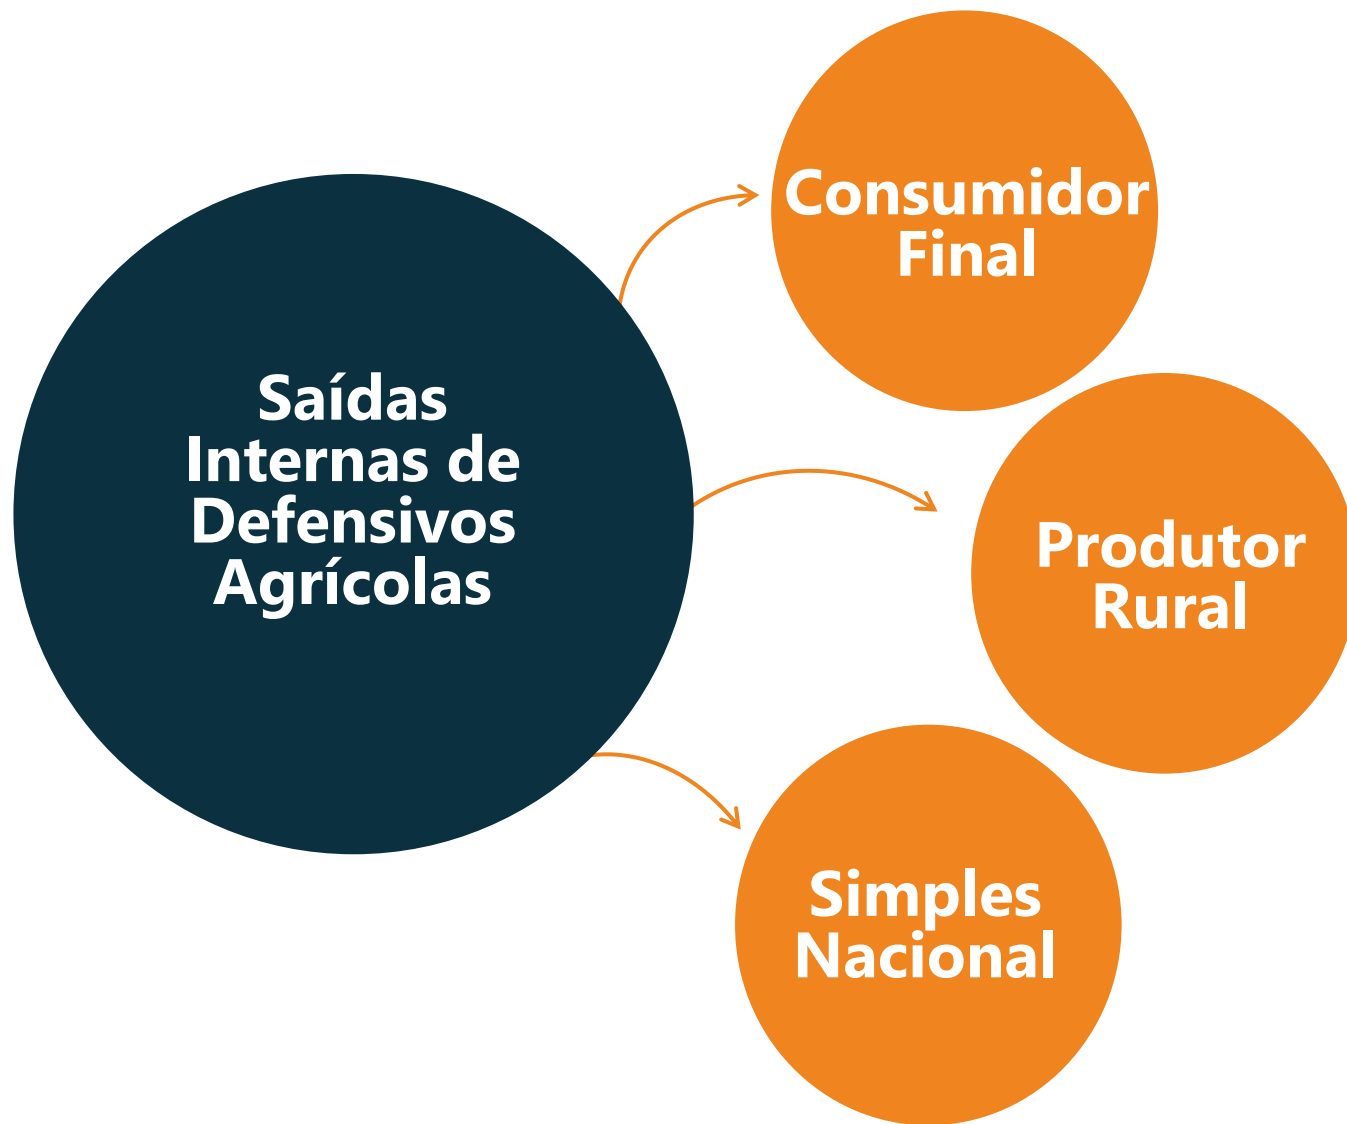 Saídas
Internas de
Defensivos
Agrícolas
Consumidor
Final
Produtor
Rural
Simples
Nacional